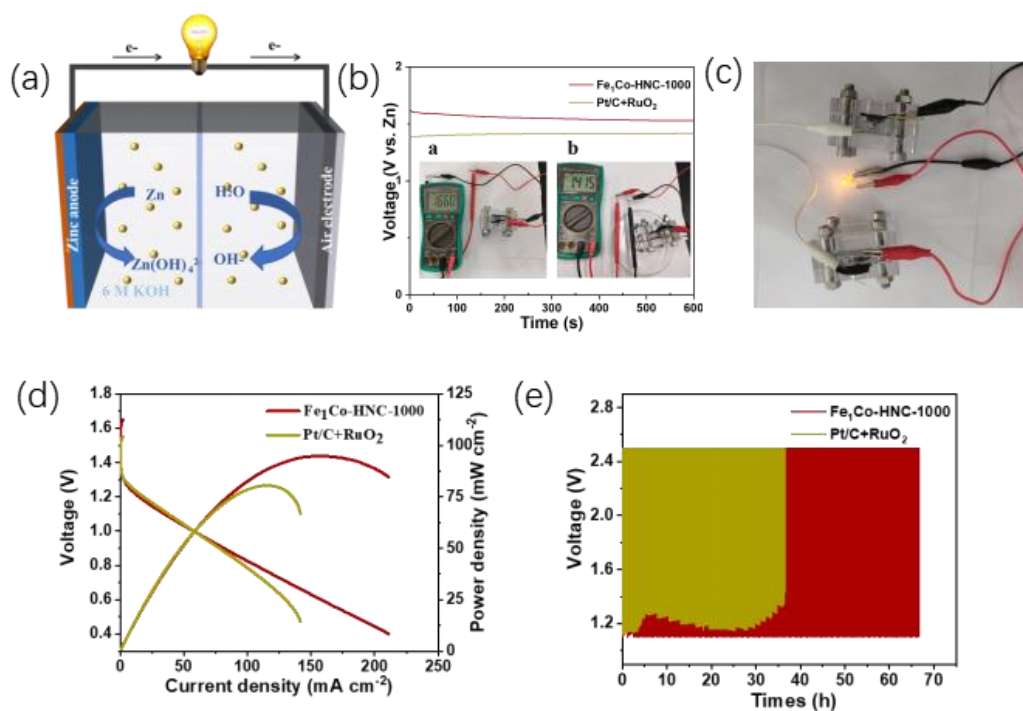 (a)
e-
e-
Zinc anode
Zn
Zn(OH)₄²
H₂O
OH-
6 M KOH
Air electrode
(b)
Fe₁Co-HNC-1000
Pt/C+RuO₂
Voltage (V vs. Zn)
2
1
0
a
1660
b
1.415
0 100 200 300 400 500 600
Time (s)
(c)
(d)
Fe₁Co-HNC-1000
Pt/C+RuO₂
Voltage (V)
1.8
1.6
1.4
1.2
1.0
0.8
0.6
0.4
Power density (mW cm⁻²)
125
100
75
50
25
0
0 50 100 150 200 250
Current density (mA cm⁻²)
(e)
Fe₁Co-HNC-1000
Pt/C+RuO₂
Voltage (V)
2.8
2.4
2.0
1.6
1.2
0 10 20 30 40 50 60 70
Times (h)